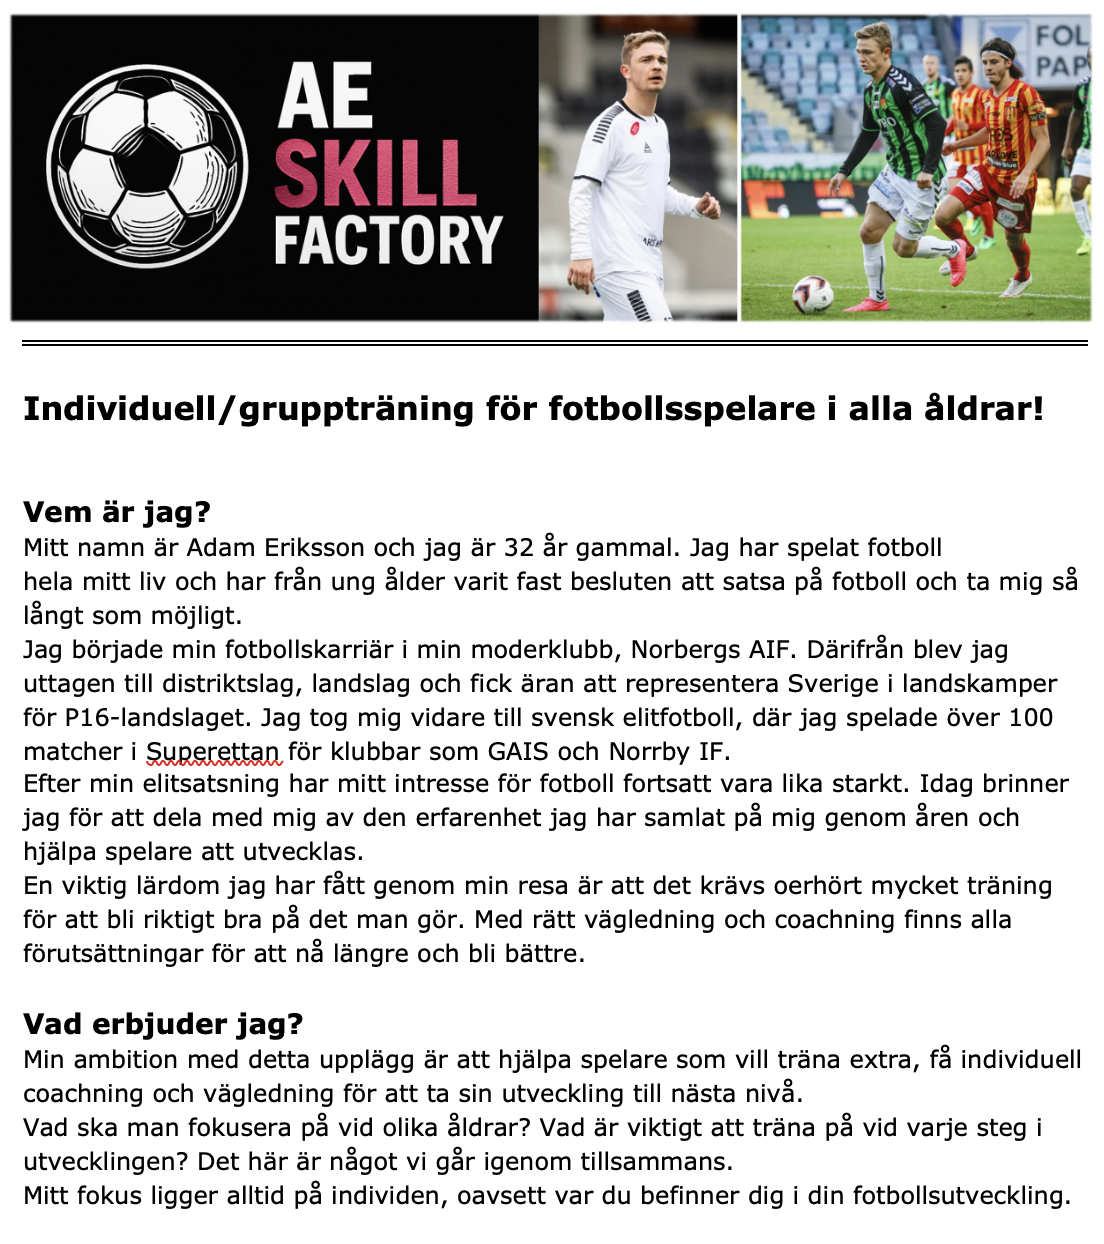 AE
SKILL
FACTORY
FOL
PAP
Individuell/gruppträning för fotbollsspelare i alla åldrar!
Vem är jag?
Mitt namn är Adam Eriksson och jag är 32 år gammal. Jag har spelat fotboll
hela mitt liv och har från ung ålder varit fast besluten att satsa på fotboll och ta mig så
långt som möjligt.
Jag började min fotbollskarriär i min moderklubb, Norbergs AIF. Därifrån blev jag
uttagen till distriktslag, landslag och fick äran att representera Sverige i landskamper
för P16-landslaget. Jag tog mig vidare till svensk elitfotboll, där jag spelade över 100
matcher i Superettan för klubbar som GAIS och Norrby IF.
Efter min elitsatsning har mitt intresse för fotboll fortsatt vara lika starkt. Idag brinner
jag för att dela med mig av den erfarenhet jag har samlat på mig genom åren och
hjälpa spelare att utvecklas.
En viktig lärdom jag har fått genom min resa är att det krävs oerhört mycket träning
för att bli riktigt bra på det man gör. Med rätt vägledning och coachning finns alla
förutsättningar för att nå längre och bli bättre.
Vad erbjuder jag?
Min ambition med detta upplägg är att hjälpa spelare som vill träna extra, få individuell
coachning och vägledning för att ta sin utveckling till nästa nivå.
Vad ska man fokusera på vid olika åldrar? Vad är viktigt att träna på vid varje steg i
utvecklingen? Det här är något vi går igenom tillsammans.
Mitt fokus ligger alltid på individen, oavsett var du befinner dig i din fotbollsutveckling.